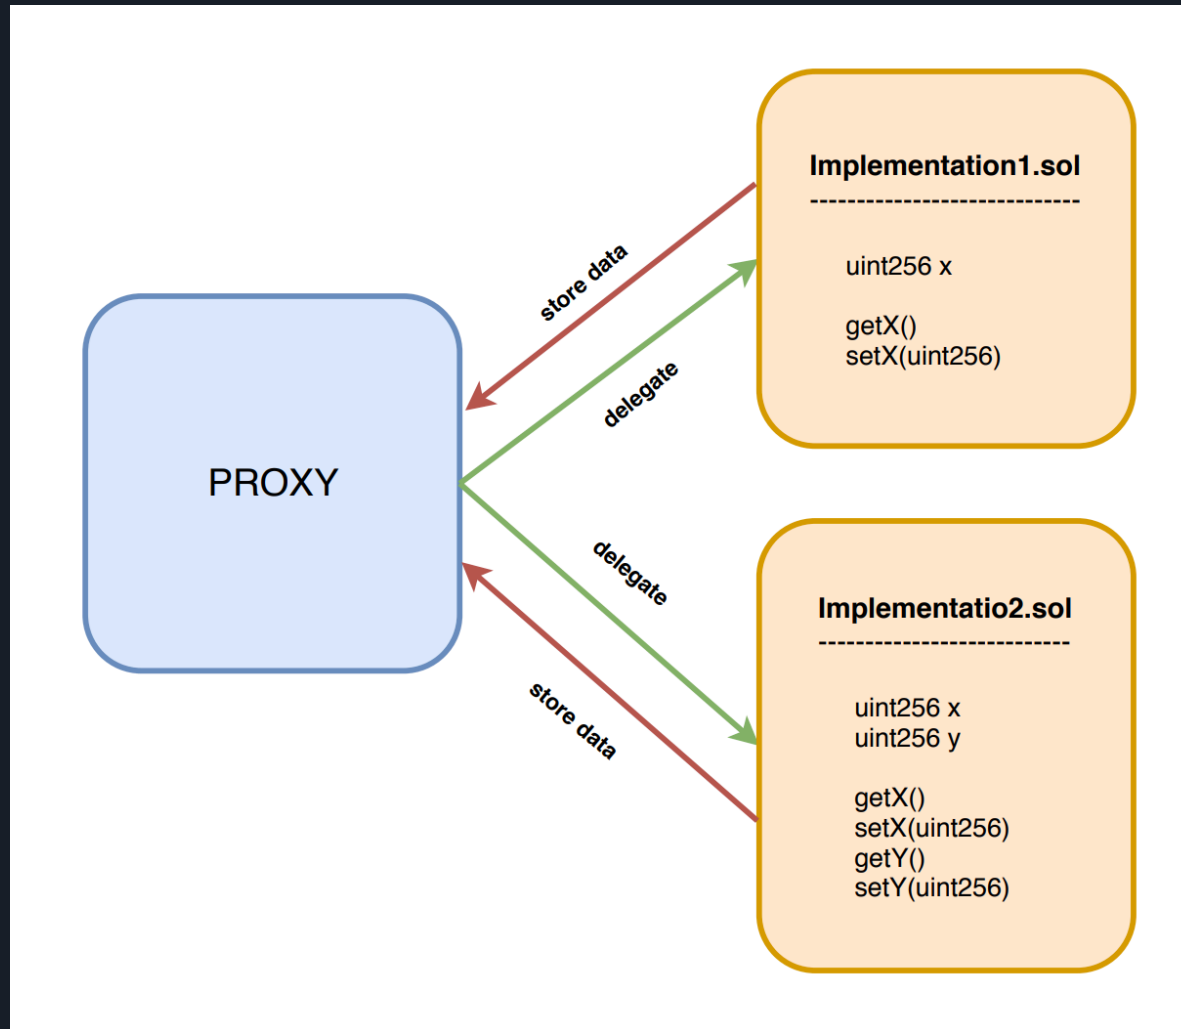 Implementation1.sol
-----------------------------
uint256 x
getX()
setX(uint256)
store data
delegate
PROXY
delegate
store data
Implementatio2.sol
---------------------------
uint256 x
uint256 y
getX()
setX(uint256)
getY()
setY(uint256)